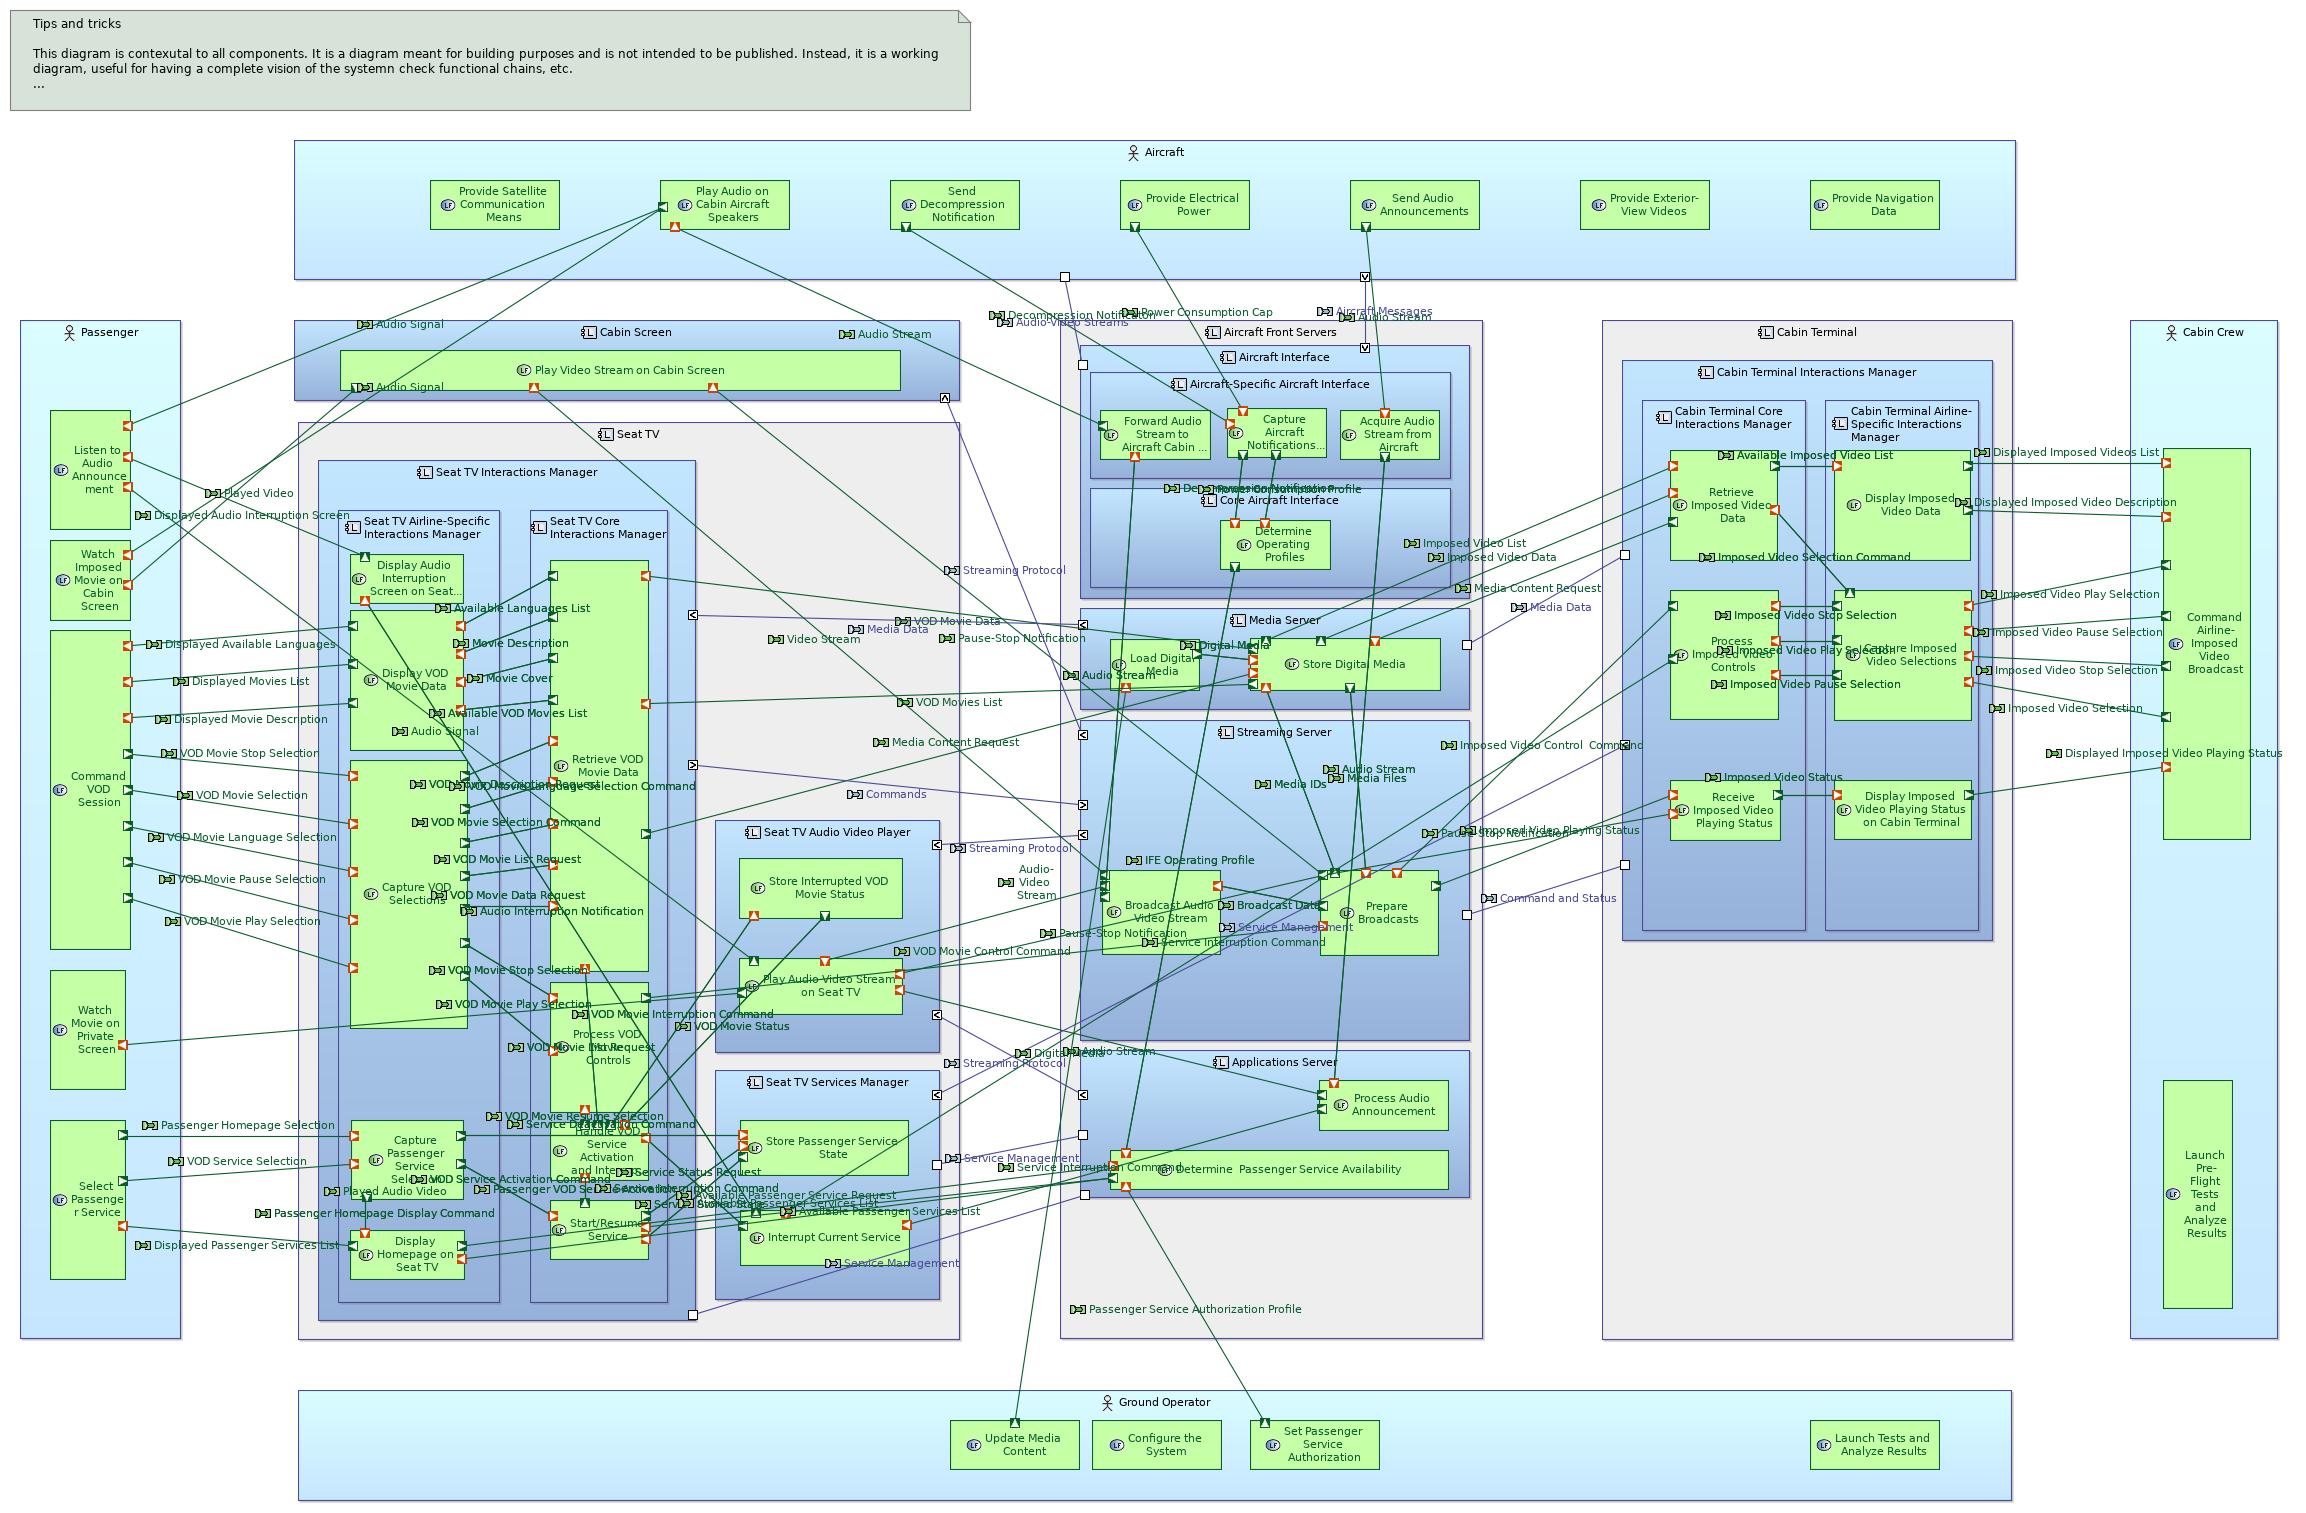 Tips and tricks
This diagram is contexutal to all components. It is a diagram meant for building purposes and is not intended to be published. Instead, it is a working
diagram, useful for having a complete vision of the systemn check functional chains, etc.
...
Aircraft
Provide Satellite
Communication
Means
Play Audio on
Cabin Aircraft
Speakers
Send
Decompression
Notification
Provide Electrical
Power
Send Audio
Announcements
Provide Exterior-
View Videos
Provide Navigation
Data
Passenger
Listen to
Audio
Announce
ment
Watch
Imposed
Movie on
Cabin
Screen
Command
VOD
Session
Watch
Movie on
Private
Screen
Select
Passenge
r Service
Audio Signal
Audio Signal
Played Video
Displayed Audio Interruption Screen
Displayed Available Languages
Displayed Movies List
Displayed Movie Description
VOD Movie Stop Selection
VOD Movie Selection
VOD Movie Language Selection
VOD Movie Pause Selection
VOD Movie Play Selection
Passenger Homepage Selection
VOD Service Selection
Played Audio Video
Passenger Homepage Display Command
Displayed Passenger Services List
Cabin Screen
Play Video Stream on Cabin Screen
Audio Stream
Seat TV
Seat TV Interactions Manager
Seat TV Airline-Specific
Interactions Manager
Seat TV Core
Interactions Manager
Display Audio
Interruption
Screen on Seat...
Display VOD
Movie Data
Audio Signal
Capture VOD
Selections
Capture
Passenger
Service
Display
Homepage on
Seat TV
Available Languages List
Movie Description
Movie Cover
Available VOD Movies List
Retrieve VOD
Movie Data
VOD Movie Language Selection Command
VOD Movie Selection Command
VOD Movie List Request
VOD Movie Data Request
Audio Interruption Notification
VOD Movie Stop Selection
VOD Movie Play Selection
VOD Movie Interruption Command
VOD Movie Status
Process VOD
Controls
VOD Movie Resume Selection
Service Deactivation Command
Handle VOD
Service
Activation
VOD Service Activation Command
Service Status Request
Start/Resume
Service
Seat TV Audio Video Player
Store Interrupted VOD
Movie Status
Play Audio Video Stream
on Seat TV
Seat TV Services Manager
Store Passenger Service
State
Available Passenger Service Request
Available Passenger Services List
Interrupt Current Service
Service Management
Streaming Protocol
VOD Movie Data
Media Data
Video Stream
Pause-Stop Notification
VOD Movies List
Media Content Request
Commands
Streaming Protocol
Audio-
Video
Stream
Pause-Stop Notification
VOD Movie Control Command
Streaming Protocol
Digital Media
Audio Stream
Service Management
Service Interruption Command
Passenger Service Authorization Profile
Decompression Notification
Audio-Video Streams
Power Consumption Cap
Aircraft Messages
Audio Stream
Aircraft Front Servers
Aircraft Interface
Aircraft-Specific Aircraft Interface
Forward Audio
Stream to
Aircraft Cabin ...
Capture
Aircraft
Notifications...
Acquire Audio
Stream from
Aircraft
Power Consumption Profile
Core Aircraft Interface
Determine
Operating
Profiles
Media Server
Digital Media
Load Digital
Media
Store Digital Media
Audio Stream
Streaming Server
Audio Stream
Media Files
Media IDs
IFE Operating Profile
Broadcast Audio
Video Stream
Broadcast Data
Service Management
Service Interruption Command
Prepare
Broadcasts
Applications Server
Process Audio
Announcement
Determine  Passenger Service Availability
Imposed Video List
Imposed Video Data
Media Content Request
Media Data
Imposed Video Control  Command
Imposed Video Playing Status
Pause-Stop Notification
Command and Status
Cabin Terminal
Cabin Terminal Interactions Manager
Cabin Terminal Core
Interactions Manager
Cabin Terminal Airline-
Specific Interactions
Manager
Available Imposed Video List
Retrieve
Imposed Video
Data
Display Imposed
Video Data
Imposed Video Selection Command
Imposed Video Stop Selection
Process
Imposed Video
Controls
Imposed Video Play Selection
Capture Imposed
Video Selections
Imposed Video Pause Selection
Imposed Video Status
Receive
Imposed Video
Playing Status
Display Imposed
Video Playing Status
on Cabin Terminal
Displayed Imposed Videos List
Displayed Imposed Video Description
Imposed Video Play Selection
Imposed Video Pause Selection
Imposed Video Stop Selection
Imposed Video Selection
Displayed Imposed Video Playing Status
Cabin Crew
Command
Airline-
Imposed
Video
Broadcast
Launch
Pre-
Flight
Tests
and
Analyze
Results
Ground Operator
Update Media
Content
Configure the
System
Set Passenger
Service
Authorization
Launch Tests and
Analyze Results